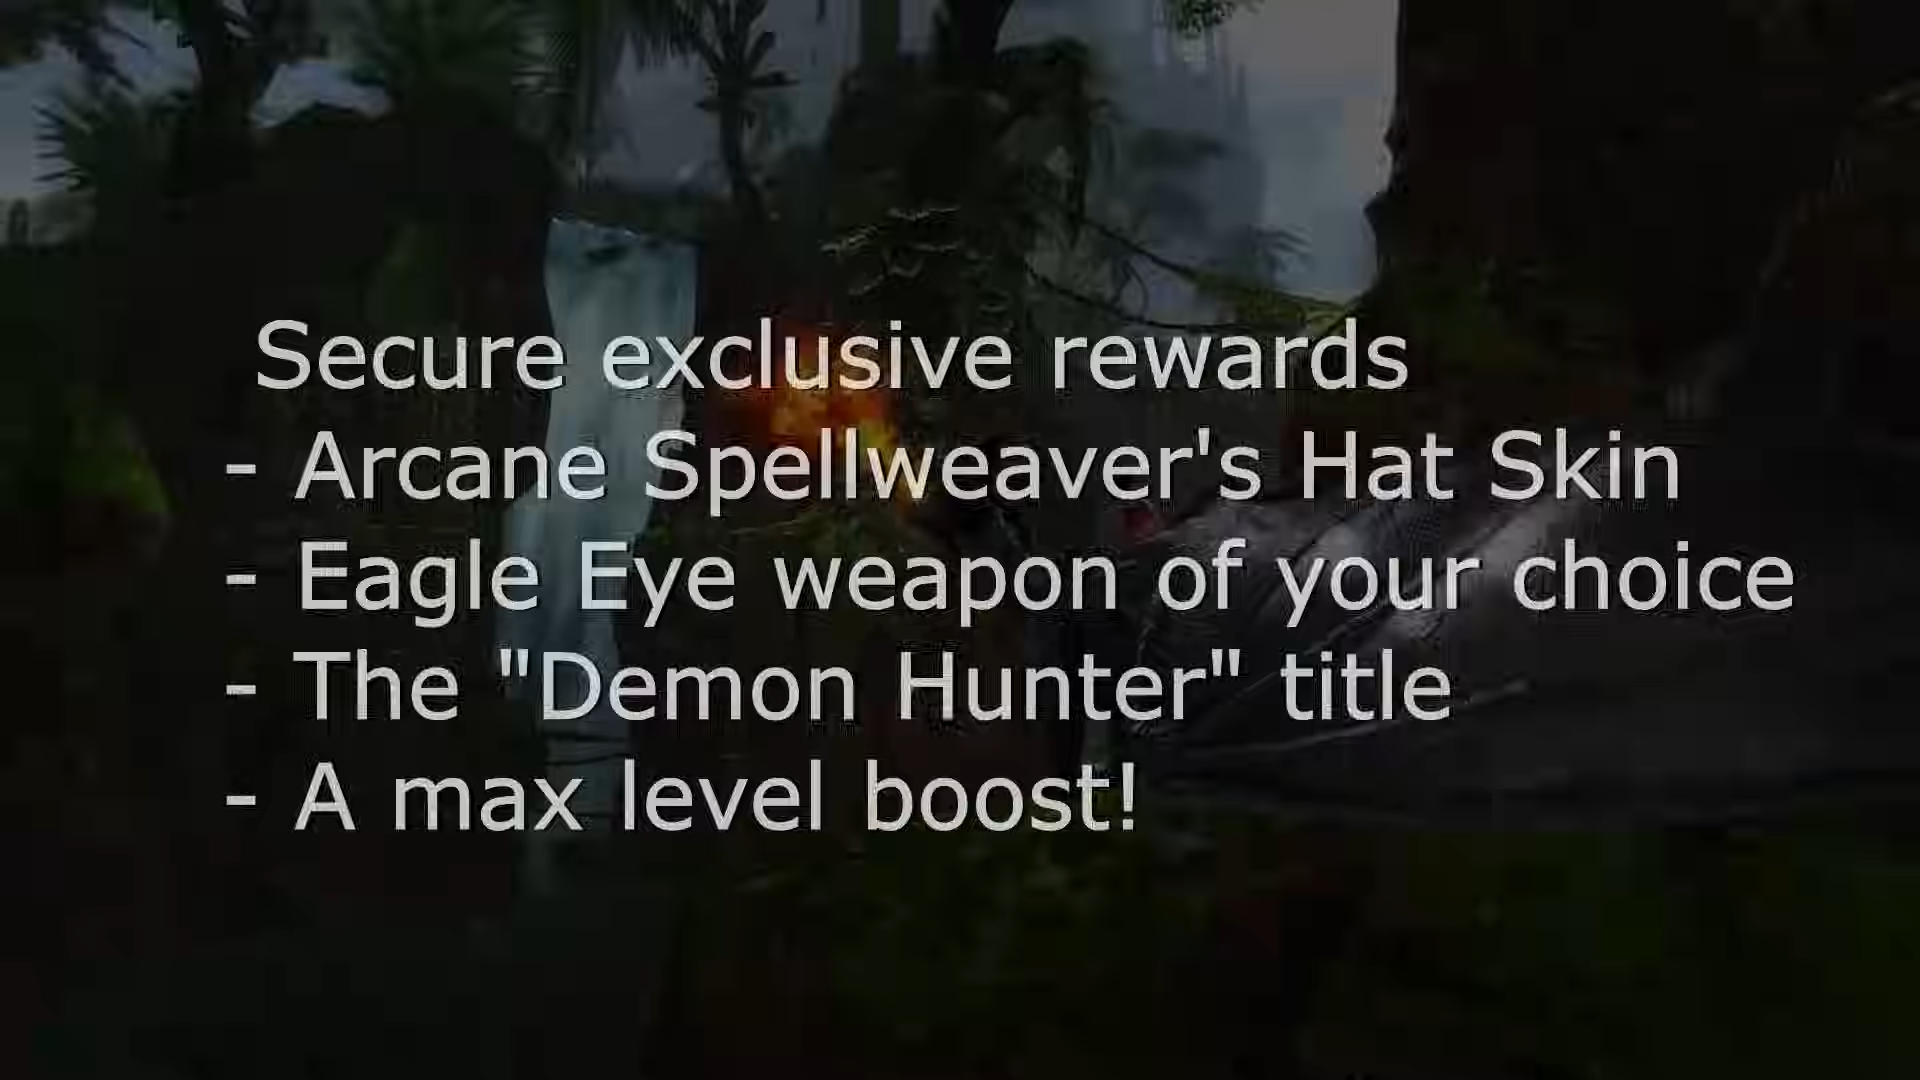 Secure exclusive rewards
- Arcane Spellweaver's Hat Skin
- Eagle Eye weapon of your choice
- The "Demon Hunter" title
- A max level boost!